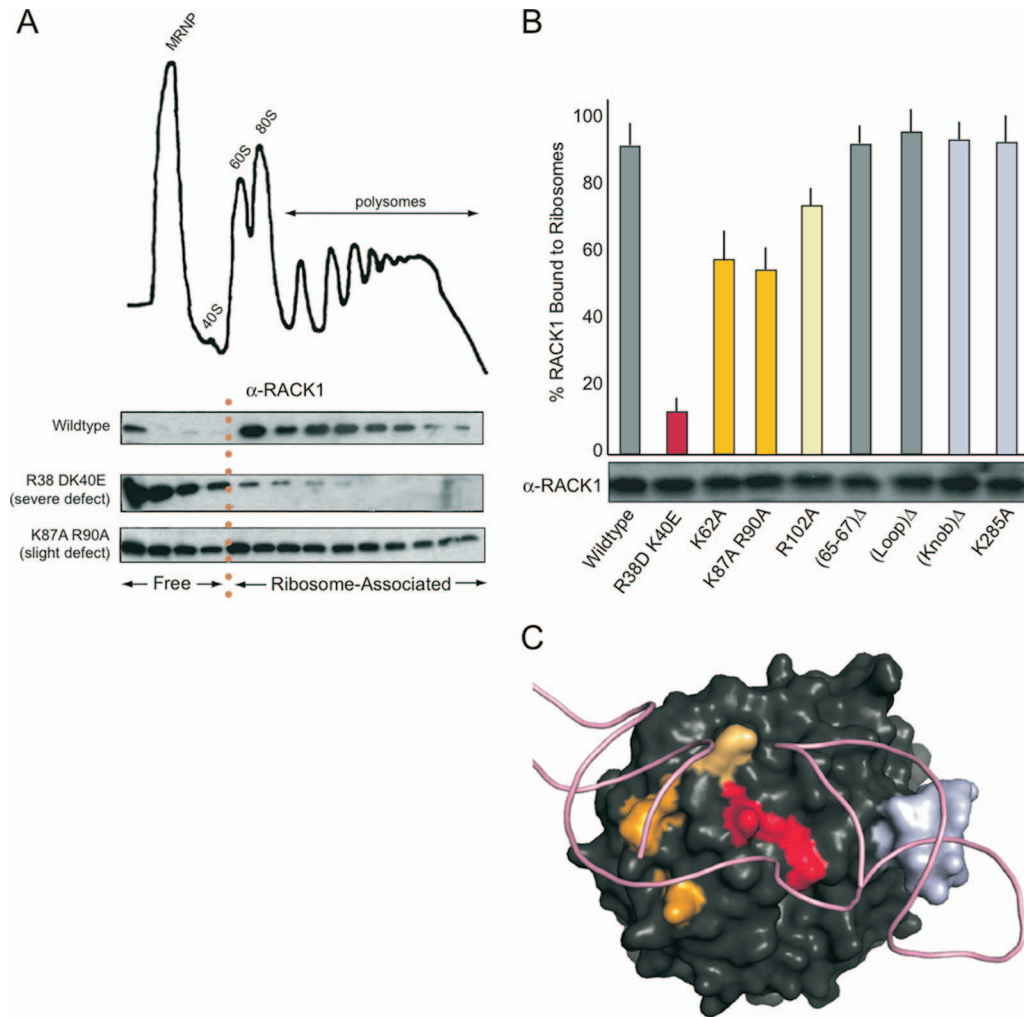 A
MRNP
40S
60S
80S
polysomes
α-RACK1
Wildtype
R38 DK40E
(severe defect)
K87A R90A
(slight defect)
Free
Ribosome-Associated
B
% RACK1 Bound to Ribosomes
100
80
60
40
20
0
α-RACK1
Wildtype
R38D K40E
K62A
K87A R90A
R102A
(65-67)Δ
(Loop)Δ
(Knob)Δ
K285A
C